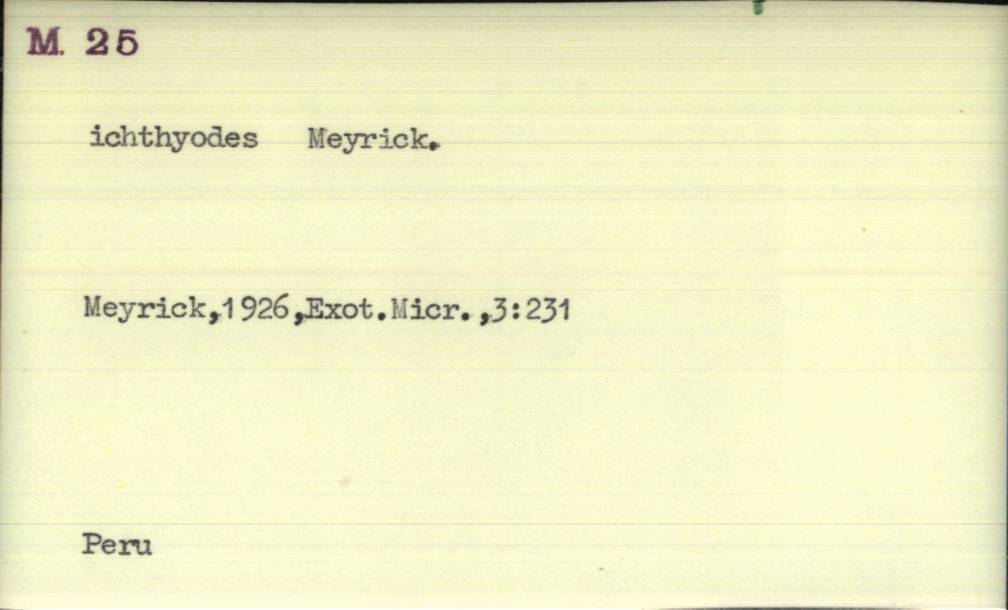 M. 25
ichthyodes Meyrick.
Meyrick,1926,Exot.Micr.,3:231
Peru